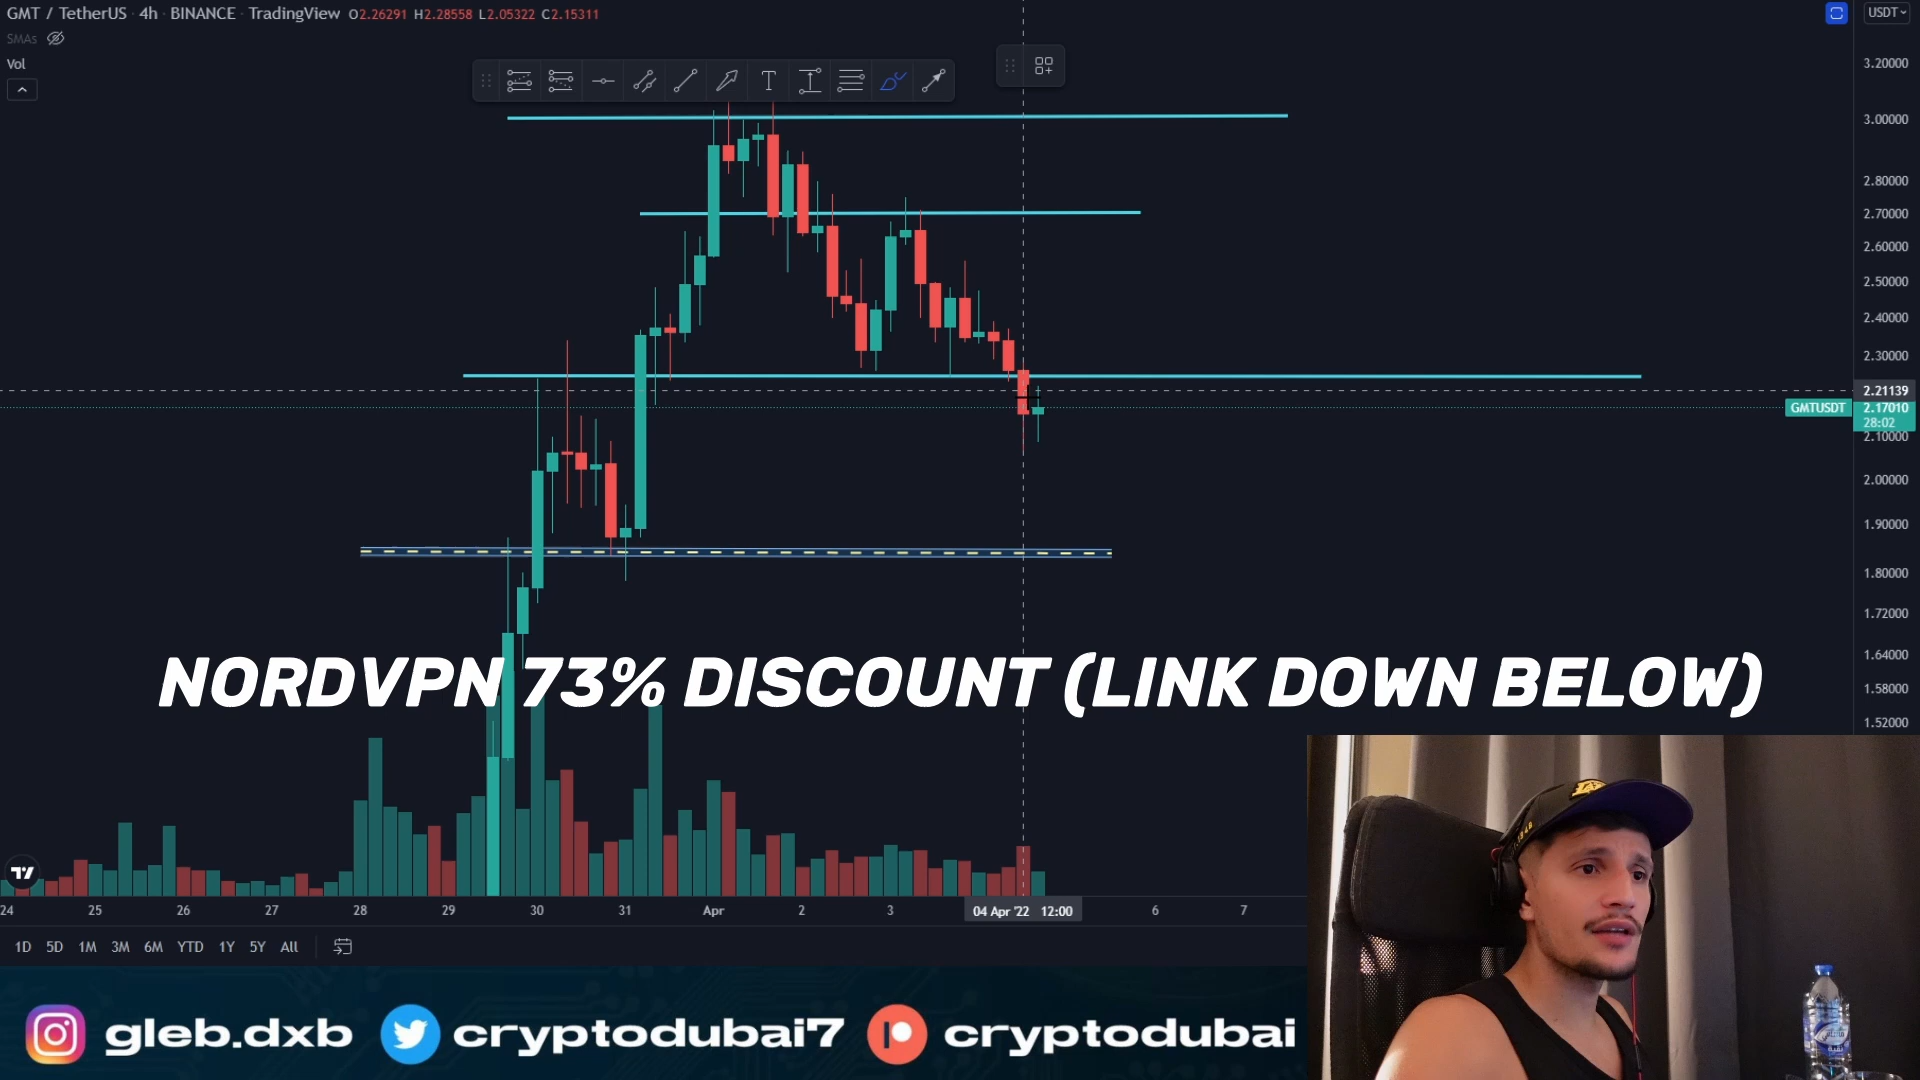 GMT / TetherUS · 4h · BINANCE · TradingView O2.26291 H2.28558 L2.05322 C2.15311
USDT
SMAs
Vol
T
3.20000
3.00000
2.80000
2.70000
2.60000
2.50000
2.40000
2.30000
2.21139
GMTUSDT 2.17010
28:02
2.10000
2.00000
1.90000
1.80000
1.72000
1.64000
1.58000
1.52000
NORDVPN 73% DISCOUNT (LINK DOWN BELOW)
24 25 26 27 28 29 30 31 Apr 2 3 04 Apr '22 12:00 6 7
1D 5D 1M 3M 6M YTD 1Y 5Y All
gleb.dxb cryptodubai7 cryptodubai